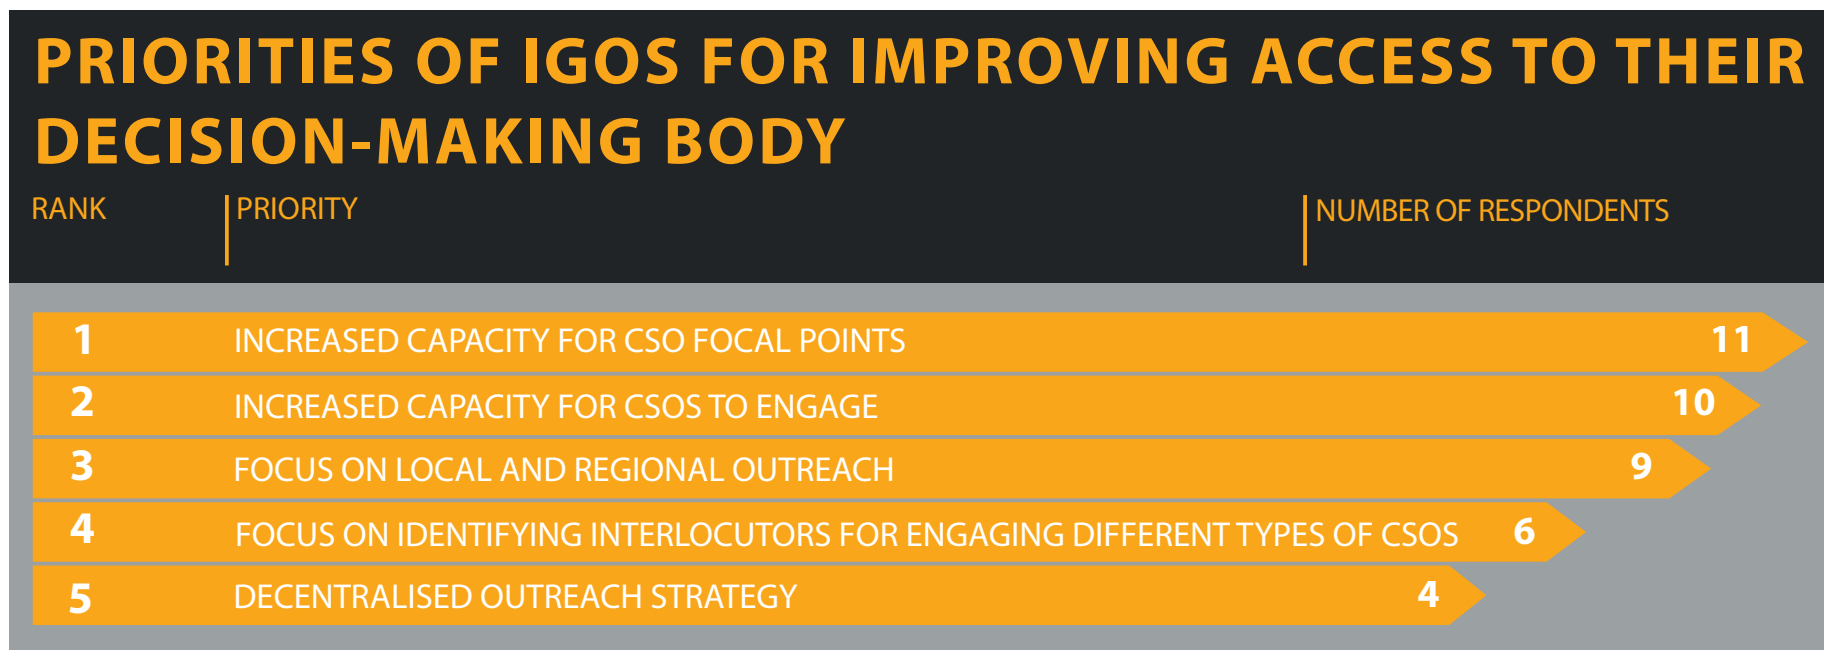 PRIORITIES OF IGOS FOR IMPROVING ACCESS TO THEIR
DECISION-MAKING BODY
RANK PRIORITY NUMBER OF RESPONDENTS
1 INCREASED CAPACITY FOR CSO FOCAL POINTS 11
2 INCREASED CAPACITY FOR CSOS TO ENGAGE 10
3 FOCUS ON LOCAL AND REGIONAL OUTREACH 9
4 FOCUS ON IDENTIFYING INTERLOCUTORS FOR ENGAGING DIFFERENT TYPES OF CSOS 6
5 DECENTRALISED OUTREACH STRATEGY 4